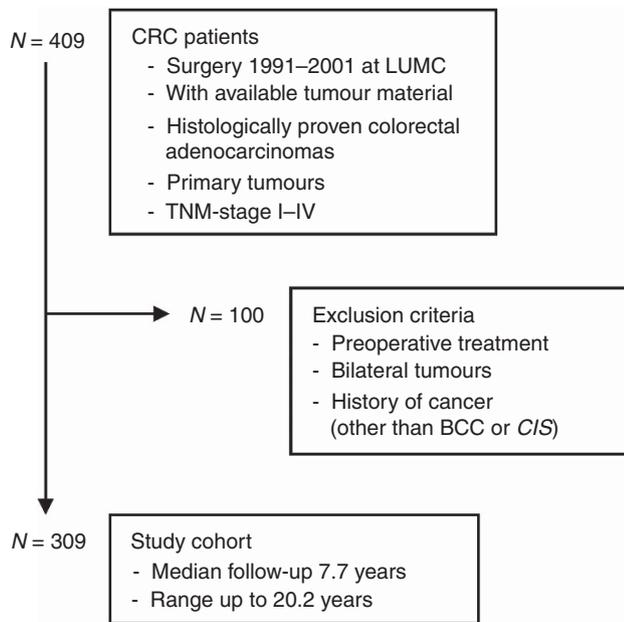 N = 409
CRC patients
- Surgery 1991–2001 at LUMC
- With available tumour material
- Histologically proven colorectal
adenocarcinomas
- Primary tumours
- TNM-stage I–IV
N = 100
Exclusion criteria
- Preoperative treatment
- Bilateral tumours
- History of cancer
(other than BCC or CIS)
N = 309
Study cohort
- Median follow-up 7.7 years
- Range up to 20.2 years